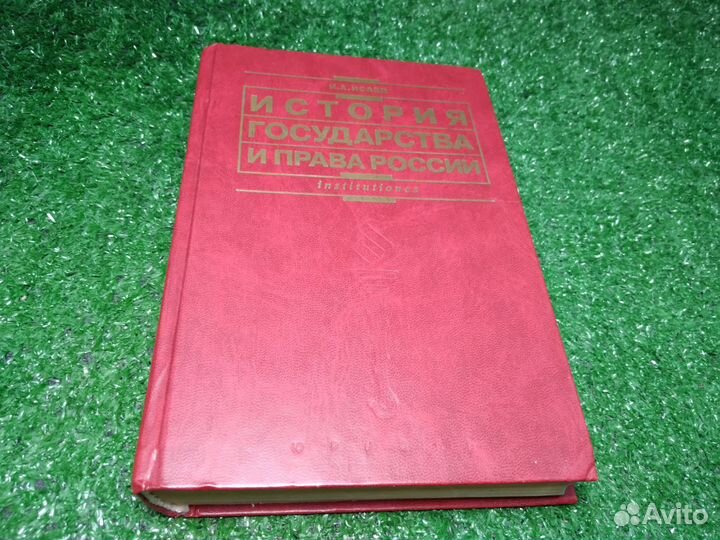 И.А.ИСАЕВ
ИСТОРИЯ
ГОСУДАРСТВА
И ПРАВА РОССИИ
institutiones
Avito